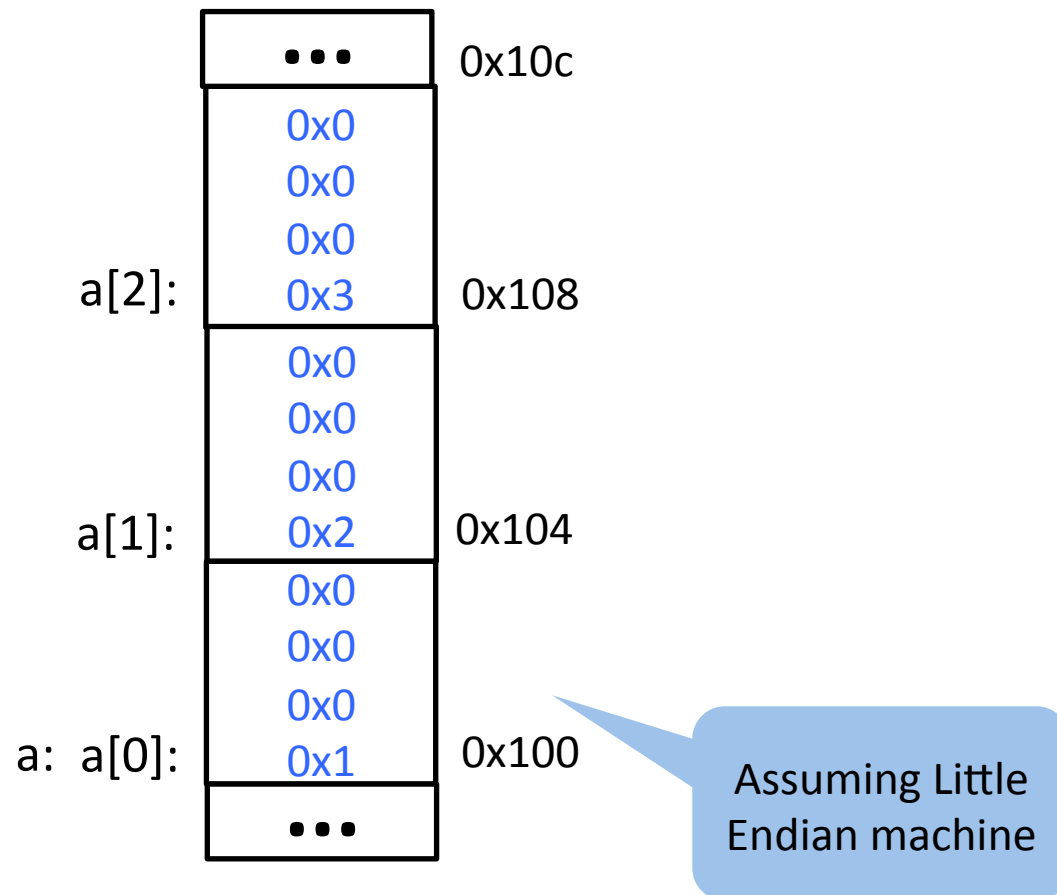 ... 0x10c
0x0
0x0
0x0
a[2]: 0x3 0x108
0x0
0x0
0x0
a[1]: 0x2 0x104
0x0
0x0
0x0
a: a[0]: 0x1 0x100
...
Assuming Little
Endian machine